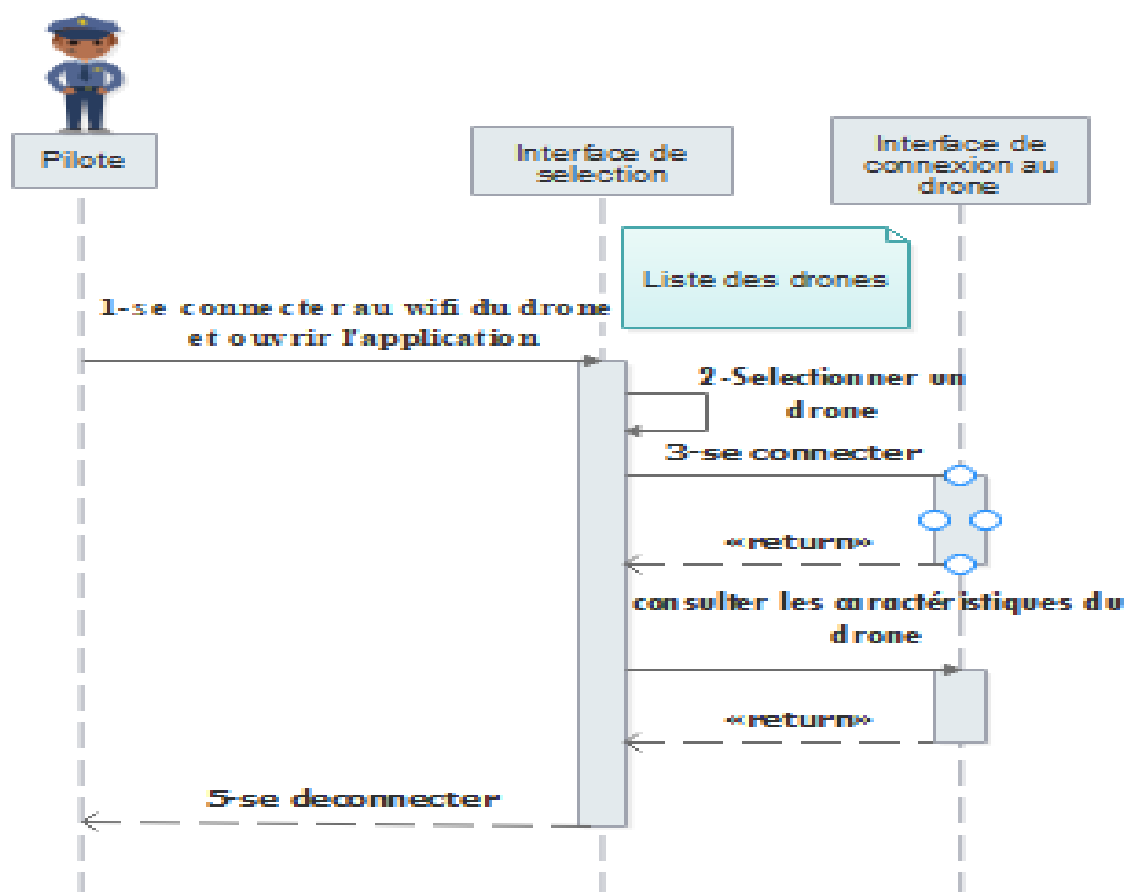 Pilote
Interface de
selection
Interface de
connexion au
drone
Liste des drones
1-se connecter au wifi du drone
et ouvrir l'application
2-Selectionner un
drone
3-se connecter
«return»
consulter les caractéristiques du
drone
«return»
5-se deconnecter